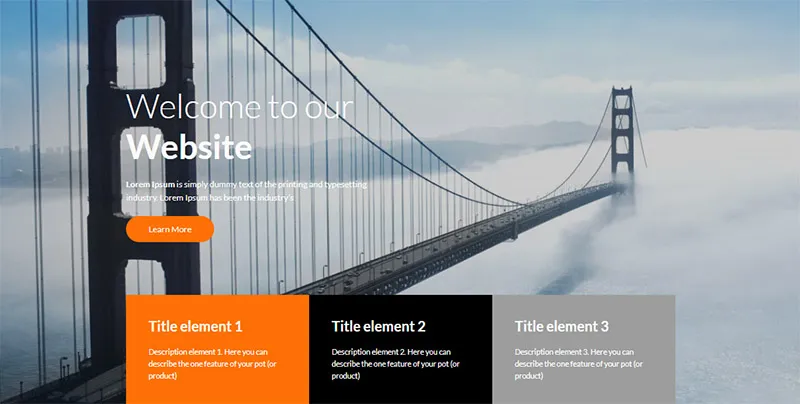 Welcome to our
Website
Lorem Ipsum is simply dummy text of the printing and typesetting
industry. Lorem Ipsum has been the industry's
Learn More
Title element 1
Description element 1. Here you can
describe the one feature of your pot (or
product)
Title element 2
Description element 2. Here you can
describe the one feature of your pot (or
product)
Title element 3
Description element 3. Here you can
describe the one feature of your pot (or
product)